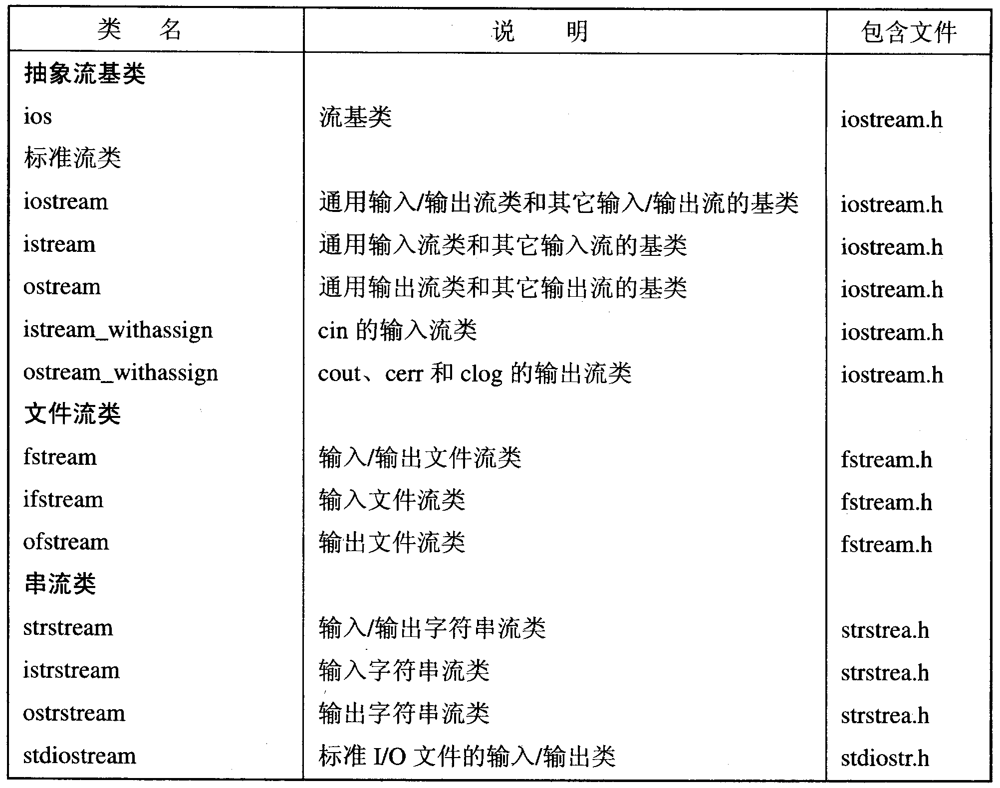 类 名 说 明 包含文件
抽象流基类
ios 流基类 iostream.h
标准流类
iostream 通用输入/输出流类和其它输入/输出流的基类 iostream.h
istream 通用输入流类和其它输入流的基类 iostream.h
ostream 通用输出流类和其它输出流的基类 iostream.h
istream_withassign cin 的输入流类 iostream.h
ostream_withassign cout、cerr 和 clog 的输出流类 iostream.h
文件流类
fstream 输入/输出文件流类 fstream.h
ifstream 输入文件流类 fstream.h
ofstream 输出文件流类 fstream.h
串流类
strstream 输入/输出字符串流类 strstrea.h
istrstream 输入字符串流类 strstrea.h
ostrstream 输出字符串流类 strstrea.h
stdiostream 标准 I/O 文件的输入/输出类 stdiostr.h